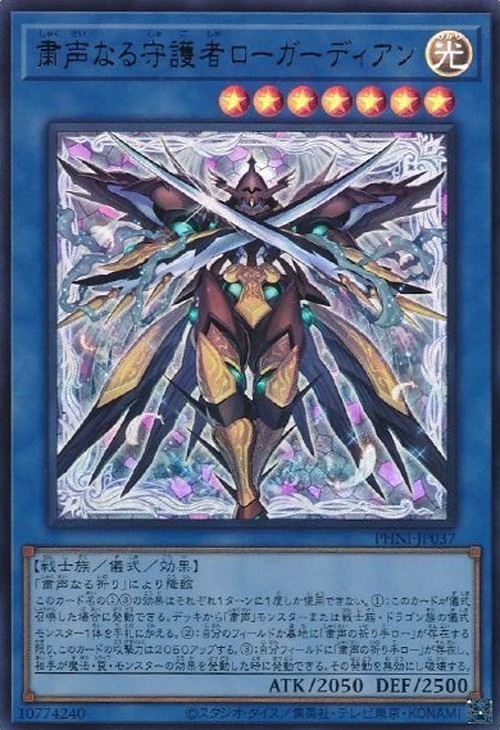 粛声なる守護者ローガーディアン
光
PHNI-JP037
【戦士族／儀式／効果】
「粛声なる祈り」により降臨
このカード名の①③の効果はそれぞれ１ターンに１度しか使用できない。①：このカードが儀式
召喚した場合に発動できる。デッキから「粛声」モンスターまたは戦士族・ドラゴン族の儀式
モンスター１体を手札に加える。②：自分のフィールドか墓地に「粛声の祈り手ロー」が存在する
限り、このカードの攻撃力は２０５０アップする。③：自分フィールドに「粛声の祈り手ロー」が存在し、
相手が魔法・罠・モンスターの効果を発動した時に発動できる。その発動を無効にし破壊する。
ATK/2050 DEF/2500
10774240
©スタジオ・ダイス／集英社・テレビ東京・KONAMI